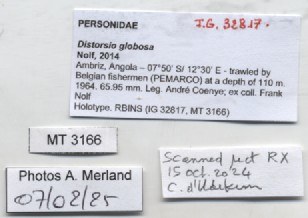 PERSONIDAE
I.G. 32817.
Distorsio globosa
Nolf, 2014
Ambriz, Angola – 07°50' S/ 12°30' E - trawled by
Belgian fishermen (PEMARCO) at a depth of 110 m.
1964. 65.95 mm. Leg. André Coenye; ex coll. Frank
Nolf
Holotype. RBINS (IG 32817, MT 3166)
MT 3166
Scanned µct RX
15 oct. 2024
C. d'Udekem
Photos A. Merland
07/02/25